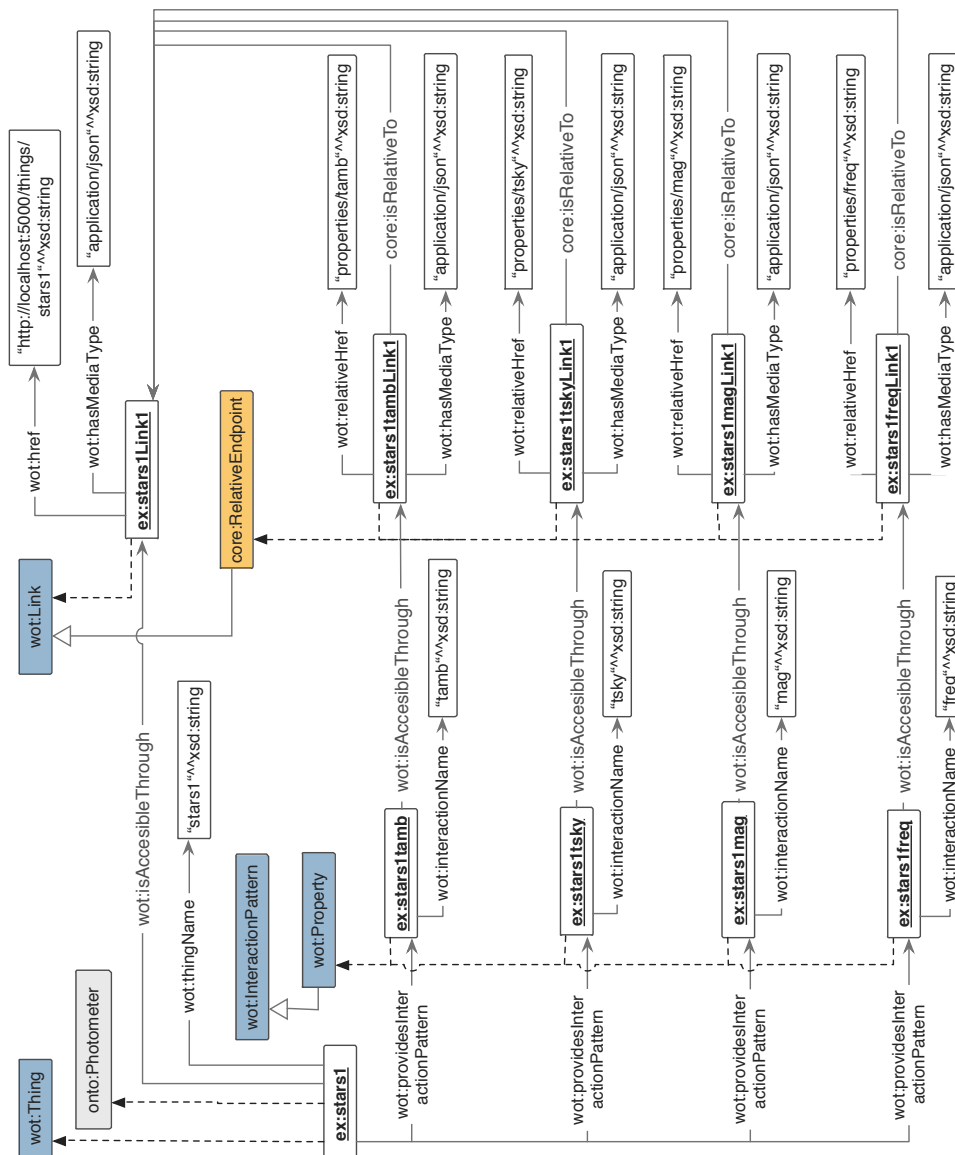 wot:Thing
wot:Link
wot:href
“http://localhost:5000/things/
stars1“^^xsd:string
onto:Photometer
wot:hasMediaType
“application/json“^^xsd:string
wot:isAccesibleThrough
ex:stars1Link1
wot:thingName
“stars1“^^xsd:string
wot:InteractionPattern
core:RelativeEndpoint
wot:Property
ex:stars1
wot:relativeHref
“properties/tamb“^^xsd:string
wot:providesInter
actionPattern
ex:stars1tamb
wot:isAccesibleThrough
ex:stars1tambLink1
core:isRelativeTo
wot:interactionName
“tamb“^^xsd:string
wot:hasMediaType
“application/json“^^xsd:string
wot:relativeHref
“properties/tsky“^^xsd:string
wot:providesInter
actionPattern
ex:stars1tsky
wot:isAccesibleThrough
ex:stars1tskyLink1
core:isRelativeTo
wot:interactionName
“tsky“^^xsd:string
wot:hasMediaType
“application/json“^^xsd:string
wot:relativeHref
“properties/mag“^^xsd:string
wot:providesInter
actionPattern
ex:stars1mag
wot:isAccesibleThrough
ex:stars1magLink1
core:isRelativeTo
wot:interactionName
“mag“^^xsd:string
wot:hasMediaType
“application/json“^^xsd:string
wot:relativeHref
“properties/freq“^^xsd:string
wot:providesInter
actionPattern
ex:stars1freq
wot:isAccesibleThrough
ex:stars1freqLink1
core:isRelativeTo
wot:interactionName
“freq“^^xsd:string
wot:hasMediaType
“application/json“^^xsd:string